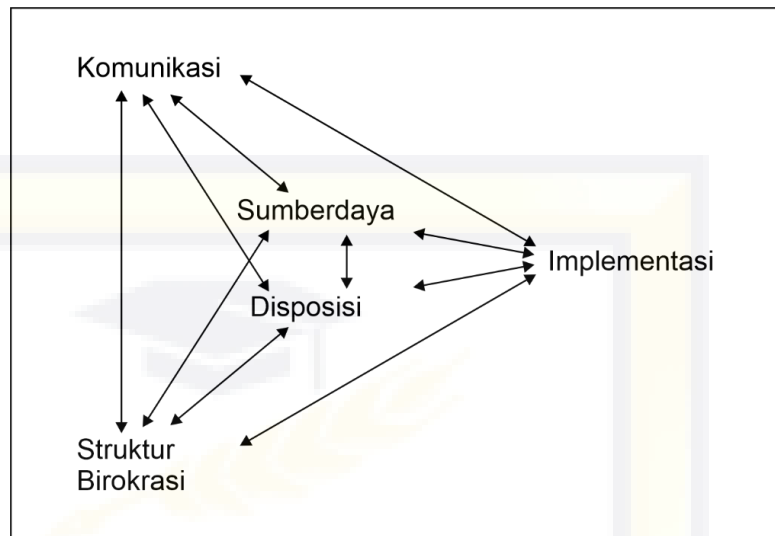 Komunikasi
Sumberdaya
Implementasi
Disposisi
Struktur
Birokrasi